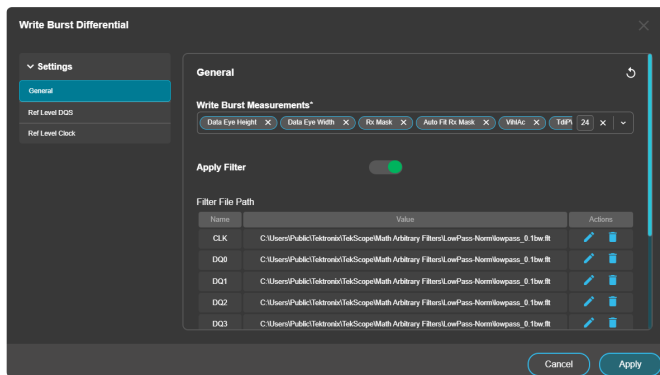 Write Burst Differential
Settings
General
Ref Level DQS
Ref Level Clock
General
Write Burst Measurements*
Data Eye Height Data Eye Width Rx Mask Auto Fit Rx Mask VihlAc 24
Apply Filter
Filter File Path
Name Value Actions
CLK C:\Users\Public\Tektronix\TekScope\Math Arbitrary Filters\LowPass-Norm\lowpass_0.1bw.flt
DQ0 C:\Users\Public\Tektronix\TekScope\Math Arbitrary Filters\LowPass-Norm\lowpass_0.1bw.flt
DQ1 C:\Users\Public\Tektronix\TekScope\Math Arbitrary Filters\LowPass-Norm\lowpass_0.1bw.flt
DQ2 C:\Users\Public\Tektronix\TekScope\Math Arbitrary Filters\LowPass-Norm\lowpass_0.1bw.flt
DQ3 C:\Users\Public\Tektronix\TekScope\Math Arbitrary Filters\LowPass-Norm\lowpass_0.1bw.flt
Cancel Apply